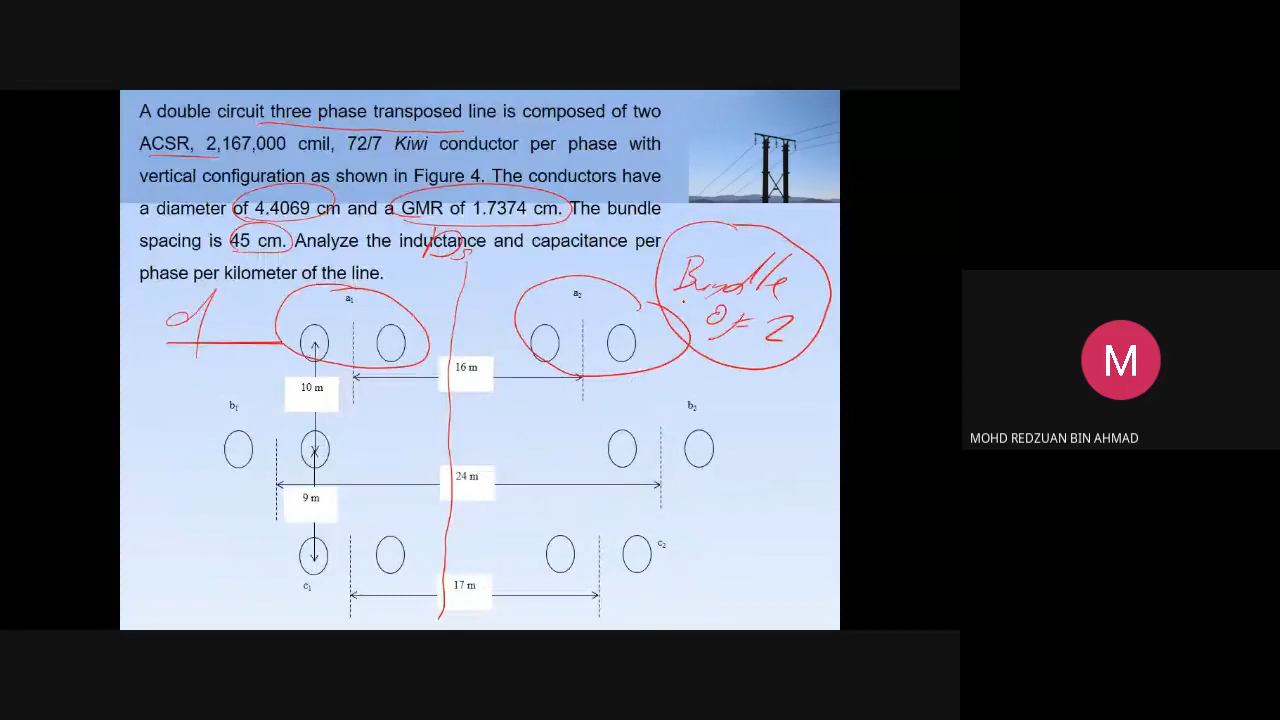 A double circuit three phase transposed line is composed of two
ACSR, 2,167,000 cmil, 72/7 Kiwi conductor per phase with
vertical configuration as shown in Figure 4. The conductors have
a diameter of 4.4069 cm and a GMR of 1.7374 cm. The bundle
spacing is 45 cm. Analyze the inductance and capacitance per
phase per kilometer of the line.
Ds
Bundle
of 2
d
a1
a2
16 m
10 m
b1
b2
24 m
9 m
c2
17 m
c1
M
MOHD REDZUAN BIN AHMAD